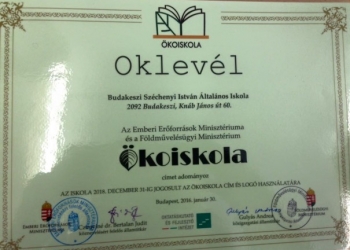 ÖKOISKOLA
Oklevél
Budakeszi Széchenyi István Általános Iskola
2092 Budakeszi, Knáb János út 60.
Az Emberi Erőforrások Minisztériuma
és a Földművelésügyi Minisztérium
Ökoiskola
címet adományoz
AZ ISKOLA 2018. DECEMBER 31-IG JOGOSULT AZ ÖKOISKOLA CÍM ÉS LOGÓ HASZNÁLATÁRA
Budapest, 2016. január 30.